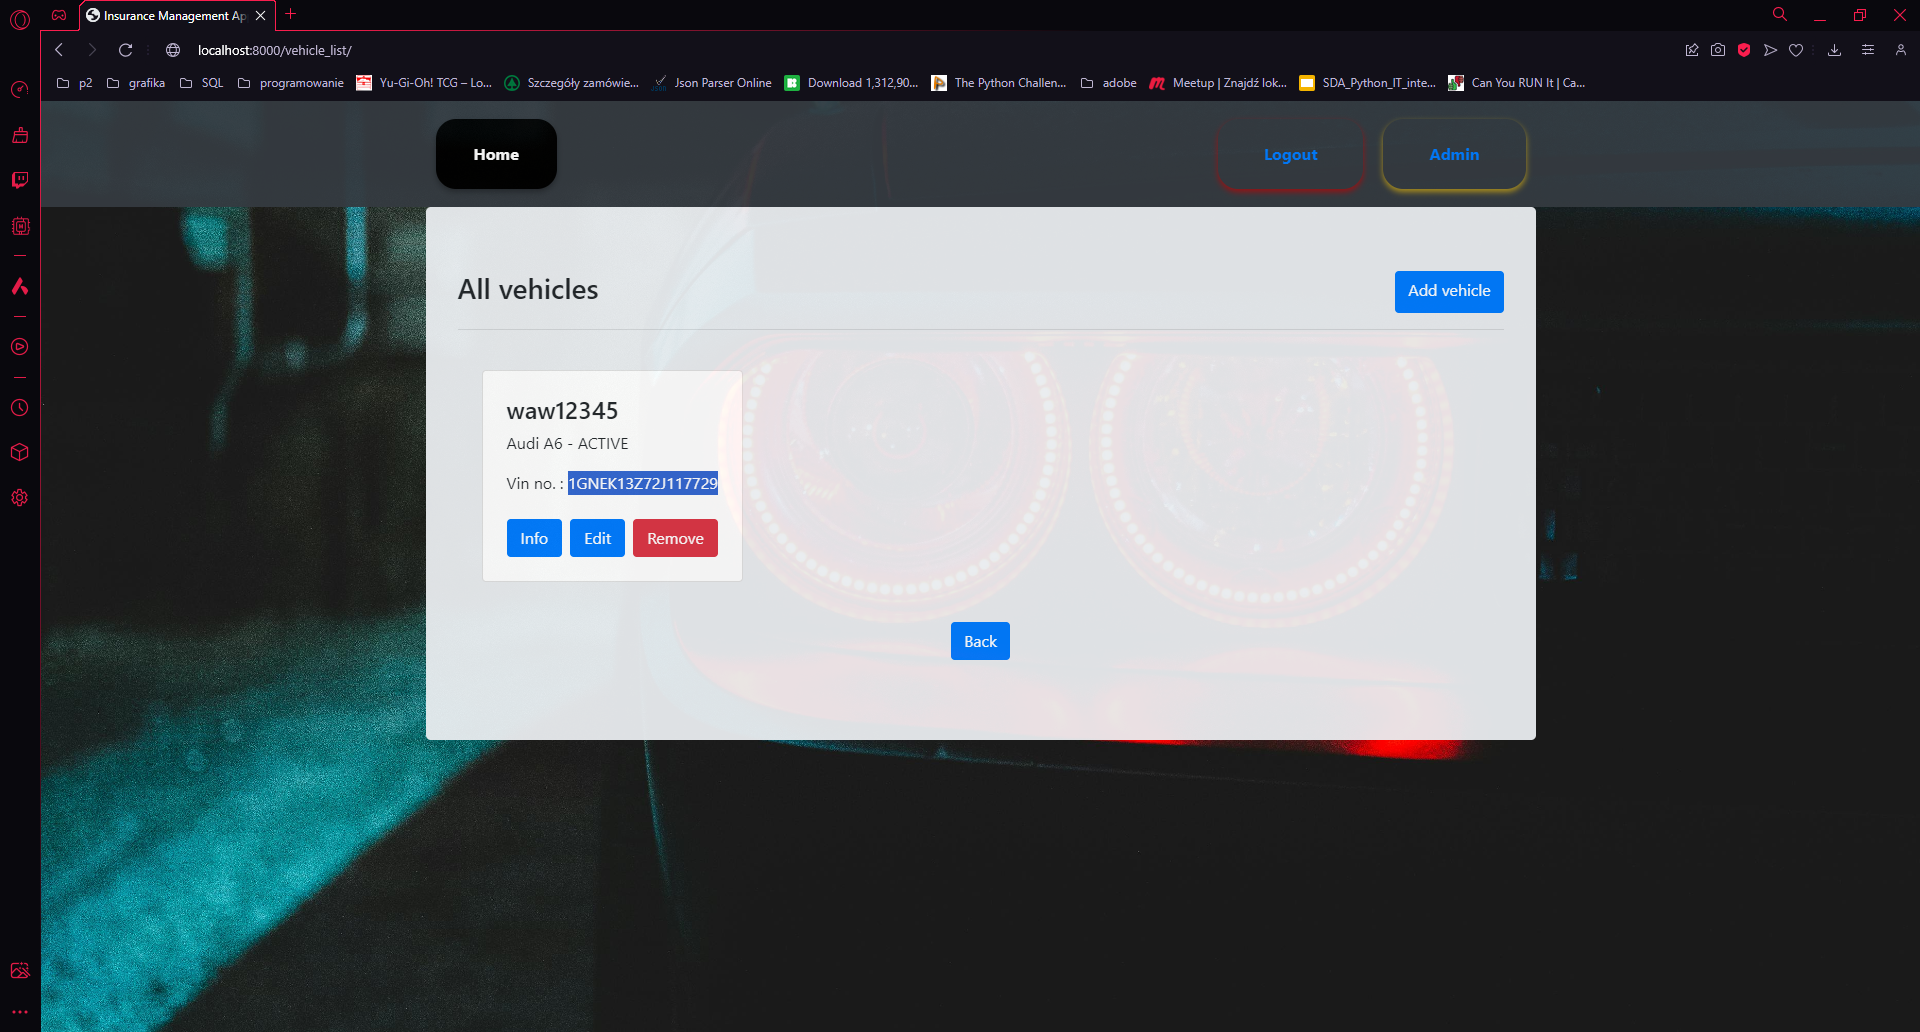 Insurance Management Ap
localhost:8000/vehicle_list/
p2 grafika SQL programowanie Yu-Gi-Oh! TCG – Lo... Szczegóły zamówie... Json Parser Online Download 1,312,90... The Python Challen... adobe Meetup | Znajdź lok... SDA_Python_IT_inte... Can You RUN It | Ca...
Home Logout Admin
All vehicles Add vehicle
waw12345
Audi A6 - ACTIVE
Vin no. : 1GNEK13Z72J117729
Info Edit Remove
Back